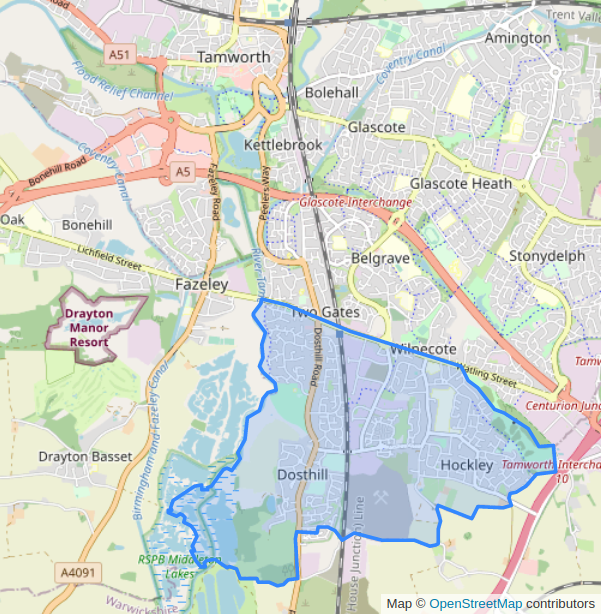 Trent Valley
Amington
A51
Tamworth
Coventry Canal
Flood Relief Channel
Bolehall
Glascote
Kettlebrook
Coventry Canal
Bonehill Road
A5
Fazeley Road
Peelers Way
Glascote Heath
Glascote Interchange
Oak
Bonehill
Lichfield Street
River Tame
Belgrave
Stonydelph
Fazeley
Drayton
Manor
Resort
Two Gates
Dosthill Road
Wilnecote
Watling Street
Birmingham and Fazeley Canal
Centurion Junc
Drayton Basset
Dosthill
Hockley
Tamworth Intercha
10
House Junction) Line
RSPB Middleton
Lakes
A4091
Warwickshire
Map © OpenStreetMap contributors